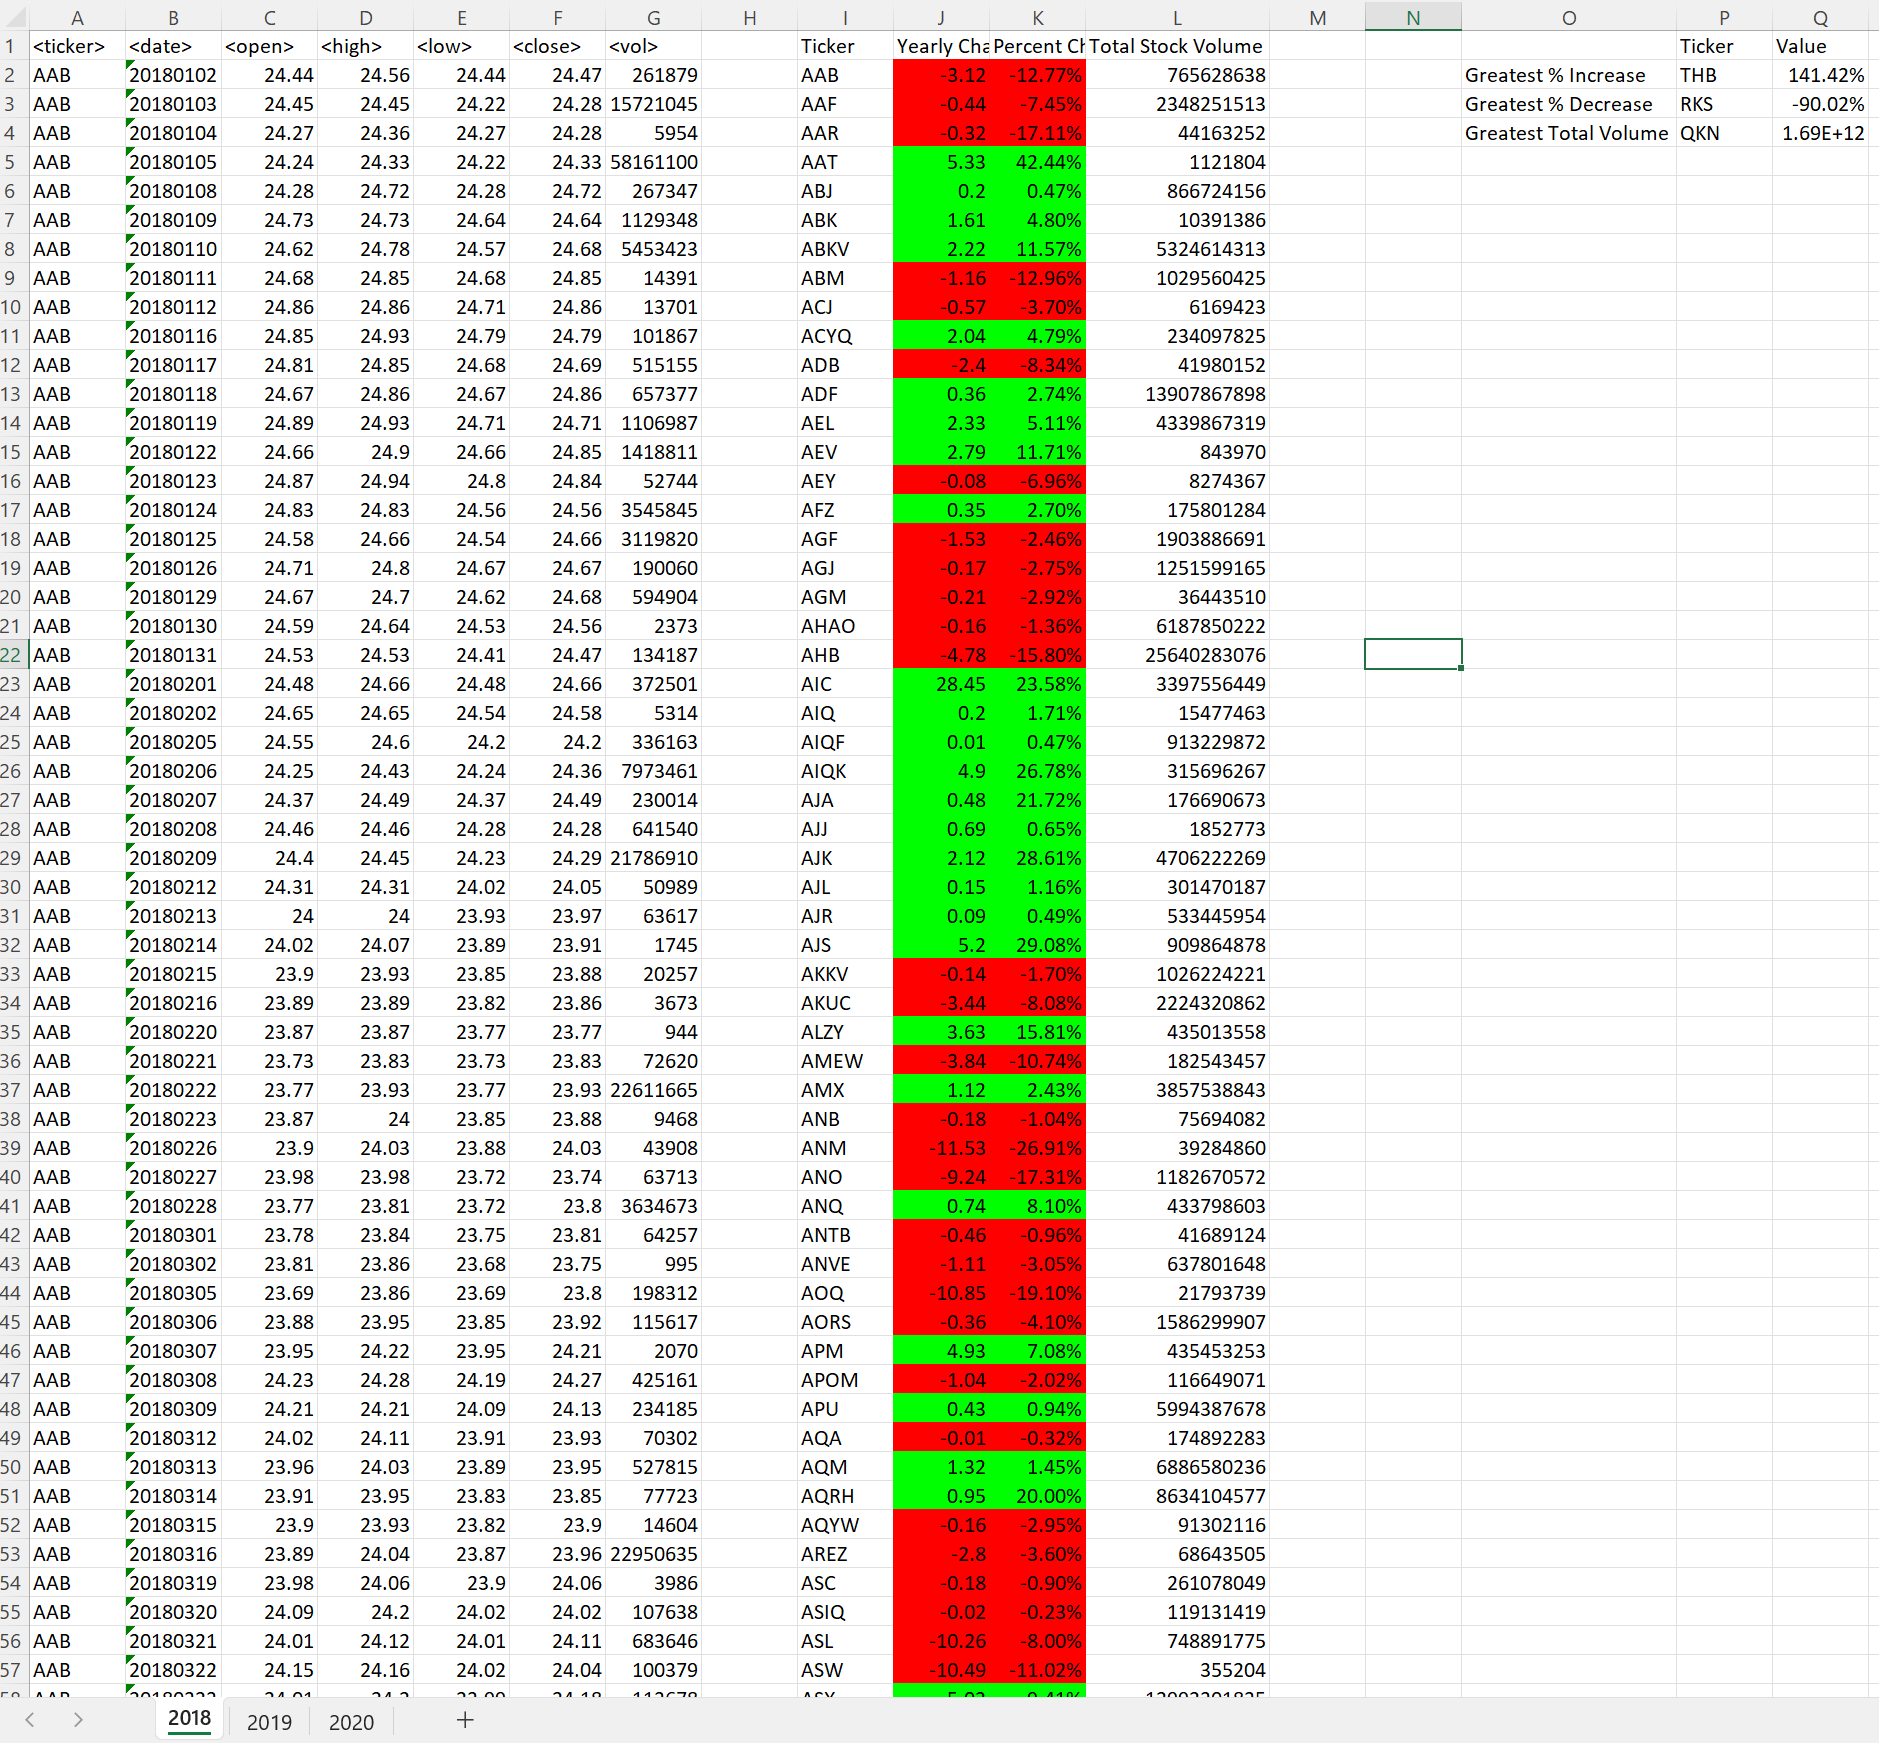 A B C D E F G H I J K L M N O P Q
1 <ticker> <date> <open> <high> <low> <close> <vol> Ticker Yearly Cha Percent Ch Total Stock Volume Ticker Value
2 AAB 20180102 24.44 24.56 24.44 24.47 261879 AAB -3.12 -12.77% 765628638 Greatest % Increase THB 141.42%
3 AAB 20180103 24.45 24.45 24.22 24.28 15721045 AAF -0.44 -7.45% 2348251513 Greatest % Decrease RKS -90.02%
4 AAB 20180104 24.27 24.36 24.27 24.28 5954 AAR -0.32 -17.11% 44163252 Greatest Total Volume QKN 1.69E+12
5 AAB 20180105 24.24 24.33 24.22 24.33 58161100 AAT 5.33 42.44% 1121804
6 AAB 20180108 24.28 24.72 24.28 24.72 267347 ABJ 0.2 0.47% 866724156
7 AAB 20180109 24.73 24.73 24.64 24.64 1129348 ABK 1.61 4.80% 10391386
8 AAB 20180110 24.62 24.78 24.57 24.68 5453423 ABKV 2.22 11.57% 5324614313
9 AAB 20180111 24.68 24.85 24.68 24.85 14391 ABM -1.16 -12.96% 1029560425
10 AAB 20180112 24.86 24.86 24.71 24.86 13701 ACJ -0.57 -3.70% 6169423
11 AAB 20180116 24.85 24.93 24.79 24.79 101867 ACYQ 2.04 4.79% 234097825
12 AAB 20180117 24.81 24.85 24.68 24.69 515155 ADB -2.4 -8.34% 41980152
13 AAB 20180118 24.67 24.86 24.67 24.86 657377 ADF 0.36 2.74% 13907867898
14 AAB 20180119 24.89 24.93 24.71 24.71 1106987 AEL 2.33 5.11% 4339867319
15 AAB 20180122 24.66 24.9 24.66 24.85 1418811 AEV 2.79 11.71% 843970
16 AAB 20180123 24.87 24.94 24.8 24.84 52744 AEY -0.08 -6.96% 8274367
17 AAB 20180124 24.83 24.83 24.56 24.56 3545845 AFZ 0.35 2.70% 175801284
18 AAB 20180125 24.58 24.66 24.54 24.66 3119820 AGF -1.53 -2.46% 1903886691
19 AAB 20180126 24.71 24.8 24.67 24.67 190060 AGJ -0.17 -2.75% 1251599165
20 AAB 20180129 24.67 24.7 24.62 24.68 594904 AGM -0.21 -2.92% 36443510
21 AAB 20180130 24.59 24.64 24.53 24.56 2373 AHAO -0.16 -1.36% 6187850222
22 AAB 20180131 24.53 24.53 24.41 24.47 134187 AHB -4.78 -15.80% 25640283076
23 AAB 20180201 24.48 24.66 24.48 24.66 372501 AIC 28.45 23.58% 3397556449
24 AAB 20180202 24.65 24.65 24.54 24.58 5314 AIQ 0.2 1.71% 15477463
25 AAB 20180205 24.55 24.6 24.2 24.2 336163 AIQF 0.01 0.47% 913229872
26 AAB 20180206 24.25 24.43 24.24 24.36 7973461 AIQK 4.9 26.78% 315696267
27 AAB 20180207 24.37 24.49 24.37 24.49 230014 AJA 0.48 21.72% 176690673
28 AAB 20180208 24.46 24.46 24.28 24.28 641540 AJJ 0.69 0.65% 1852773
29 AAB 20180209 24.4 24.45 24.23 24.29 21786910 AJK 2.12 28.61% 4706222269
30 AAB 20180212 24.31 24.31 24.02 24.05 50989 AJL 0.15 1.16% 301470187
31 AAB 20180213 24 24 23.93 23.97 63617 AJR 0.09 0.49% 533445954
32 AAB 20180214 24.02 24.07 23.89 23.91 1745 AJS 5.2 29.08% 909864878
33 AAB 20180215 23.9 23.93 23.85 23.88 20257 AKKV -0.14 -1.70% 1026224221
34 AAB 20180216 23.89 23.89 23.82 23.86 3673 AKUC -3.44 -8.08% 2224320862
35 AAB 20180220 23.87 23.87 23.77 23.77 944 ALZY 3.63 15.81% 435013558
36 AAB 20180221 23.73 23.83 23.73 23.83 72620 AMEW -3.84 -10.74% 182543457
37 AAB 20180222 23.77 23.93 23.77 23.93 22611665 AMX 1.12 2.43% 3857538843
38 AAB 20180223 23.87 24 23.85 23.88 9468 ANB -0.18 -1.04% 75694082
39 AAB 20180226 23.9 24.03 23.88 24.03 43908 ANM -11.53 -26.91% 39284860
40 AAB 20180227 23.98 23.98 23.72 23.74 63713 ANO -9.24 -17.31% 1182670572
41 AAB 20180228 23.77 23.81 23.72 23.8 3634673 ANQ 0.74 8.10% 433798603
42 AAB 20180301 23.78 23.84 23.75 23.81 64257 ANTB -0.46 -0.96% 41689124
43 AAB 20180302 23.81 23.86 23.68 23.75 995 ANVE -1.11 -3.05% 637801648
44 AAB 20180305 23.69 23.86 23.69 23.8 198312 AOQ -10.85 -19.10% 21793739
45 AAB 20180306 23.88 23.95 23.85 23.92 115617 AORS -0.36 -4.10% 1586299907
46 AAB 20180307 23.95 24.22 23.95 24.21 2070 APM 4.93 7.08% 435453253
47 AAB 20180308 24.23 24.28 24.19 24.27 425161 APOM -1.04 -2.02% 116649071
48 AAB 20180309 24.21 24.21 24.09 24.13 234185 APU 0.43 0.94% 5994387678
49 AAB 20180312 24.02 24.11 23.91 23.93 70302 AQA -0.01 -0.32% 174892283
50 AAB 20180313 23.96 24.03 23.89 23.95 527815 AQM 1.32 1.45% 6886580236
51 AAB 20180314 23.91 23.95 23.83 23.85 77723 AQRH 0.95 20.00% 8634104577
52 AAB 20180315 23.9 23.93 23.82 23.9 14604 AQYW -0.16 -2.95% 91302116
53 AAB 20180316 23.89 24.04 23.87 23.96 22950635 AREZ -2.8 -3.60% 68643505
54 AAB 20180319 23.98 24.06 23.9 24.06 3986 ASC -0.18 -0.90% 261078049
55 AAB 20180320 24.09 24.2 24.02 24.02 107638 ASIQ -0.02 -0.23% 119131419
56 AAB 20180321 24.01 24.12 24.01 24.11 683646 ASL -10.26 -8.00% 748891775
57 AAB 20180322 24.15 24.16 24.02 24.04 100379 ASW -10.49 -11.02% 355204
2018 2019 2020